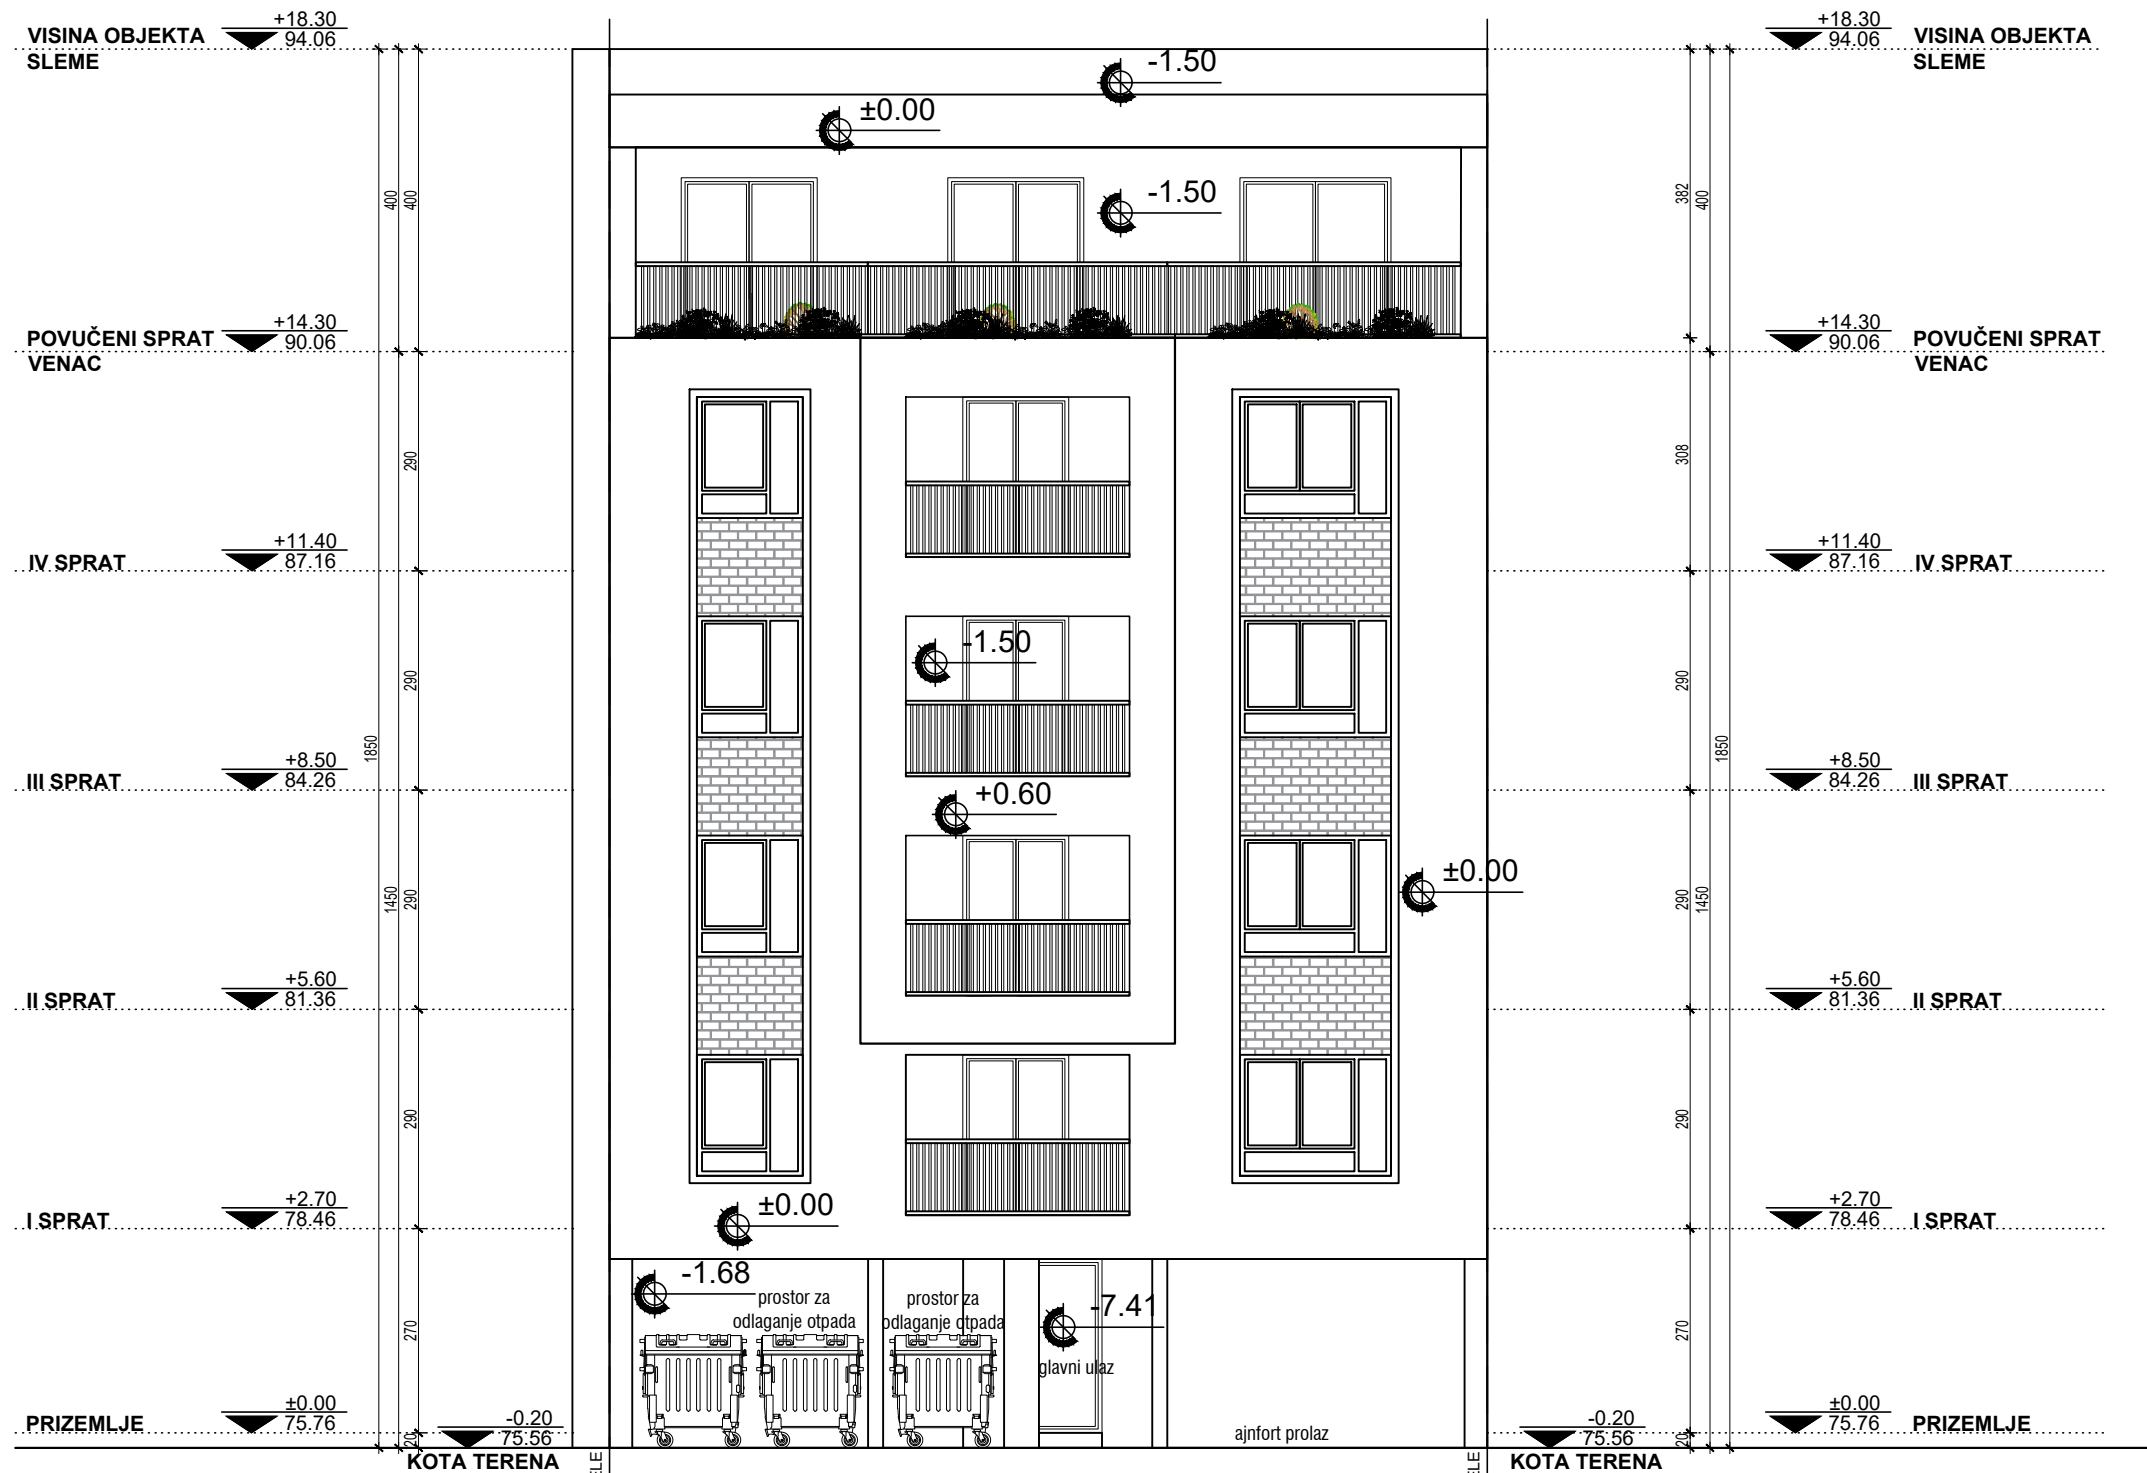 VISINA OBJEKTA
SLEME
+18.30
94.06
+18.30
94.06
VISINA OBJEKTA
SLEME
-1.50
±0.00
-1.50
400
400
382
400
POVUČENI SPRAT
VENAC
+14.30
90.06
+14.30
90.06
POVUČENI SPRAT
VENAC
290
308
IV SPRAT
+11.40
87.16
+11.40
87.16
IV SPRAT
-1.50
290
290
1850
1850
III SPRAT
+8.50
84.26
+8.50
84.26
III SPRAT
+0.60
±0.00
1450
290
290
1450
II SPRAT
+5.60
81.36
+5.60
81.36
II SPRAT
290
290
I SPRAT
+2.70
78.46
±0.00
+2.70
78.46
I SPRAT
-1.68
prostor za
odlaganje otpada
prostor za
odlaganje otpada
-7.41
glavni ulaz
270
270
PRIZEMLJE
±0.00
75.76
-0.20
75.56
KOTA TERENA
20
ajnfort prolaz
-0.20
75.56
KOTA TERENA
20
±0.00
75.76
PRIZEMLJE